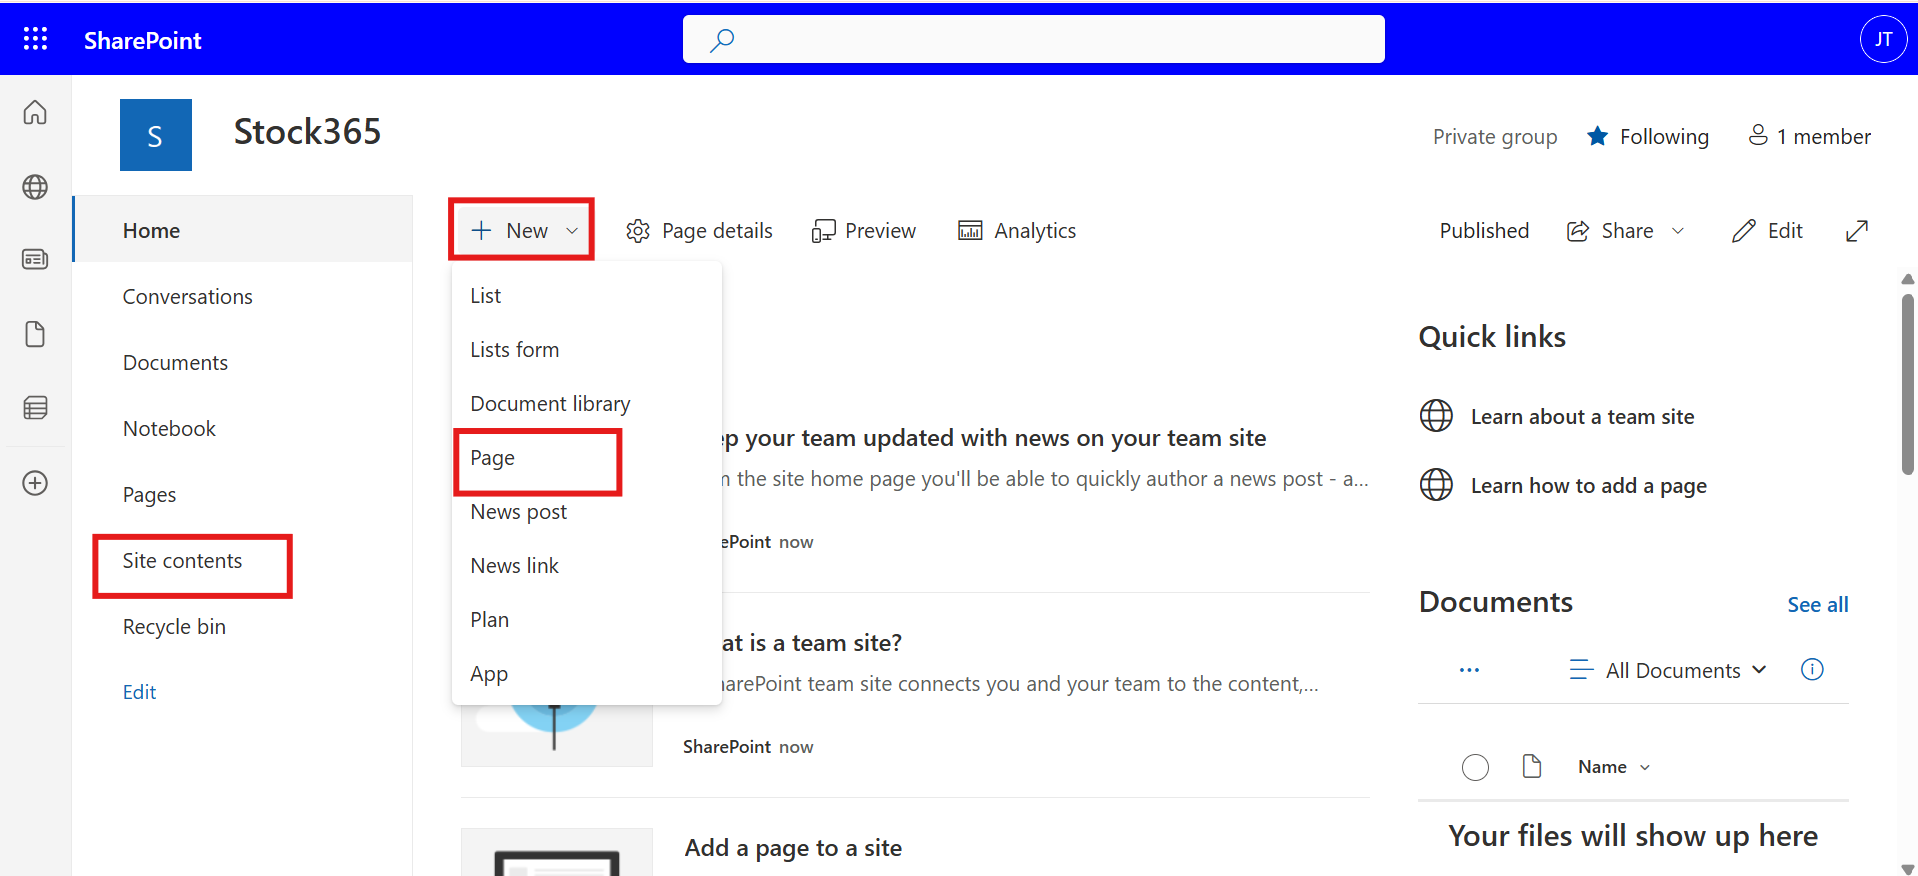 SharePoint
JT
S
Stock365
Private group
Following
1 member
Home
Conversations
Documents
Notebook
Pages
Site contents
Recycle bin
Edit
New
Page details
Preview
Analytics
Published
Share
Edit
List
Lists form
Document library
Page
News post
News link
Plan
App
your team updated with news on your team site
the site home page you'll be able to quickly author a news post - a...
now
is a team site?
team site connects you and your team to the content,...
SharePoint now
Add a page to a site
Quick links
Learn about a team site
Learn how to add a page
Documents
See all
All Documents
Name
Your files will show up here